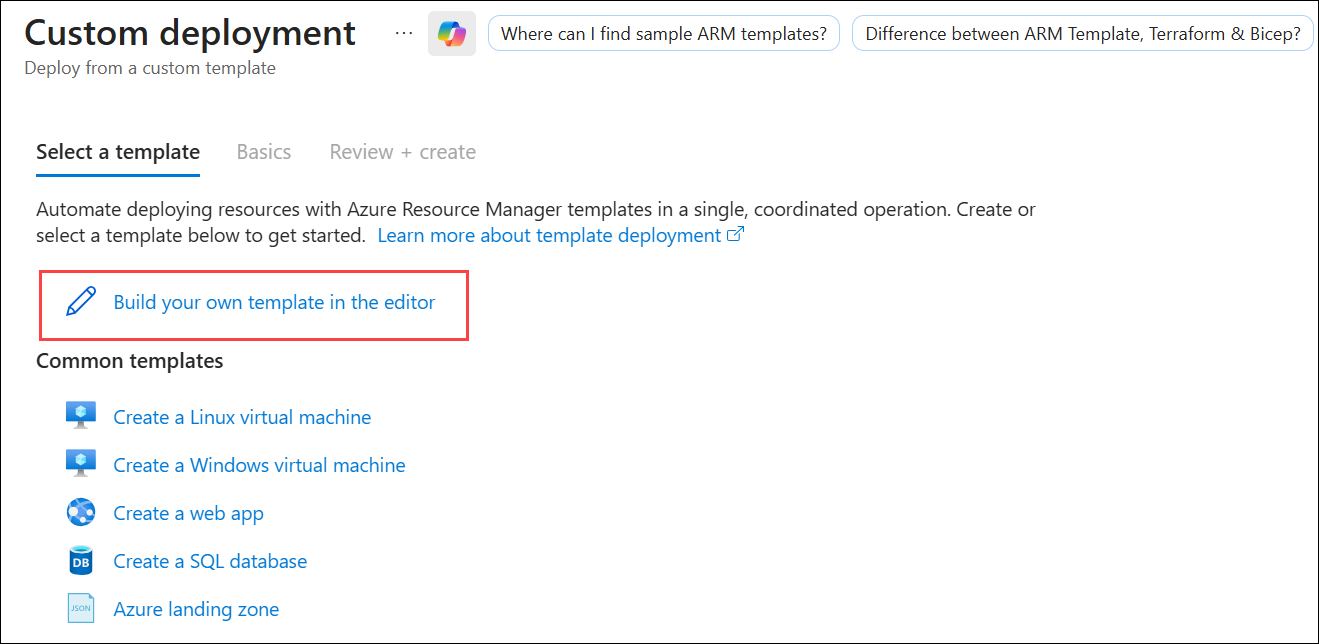 Custom deployment
...
Where can I find sample ARM templates?
Difference between ARM Template, Terraform & Bicep?
Deploy from a custom template
Select a template
Basics
Review + create
Automate deploying resources with Azure Resource Manager templates in a single, coordinated operation. Create or
select a template below to get started. Learn more about template deployment
Build your own template in the editor
Common templates
Create a Linux virtual machine
Create a Windows virtual machine
Create a web app
DB
Create a SQL database
JSON
Azure landing zone